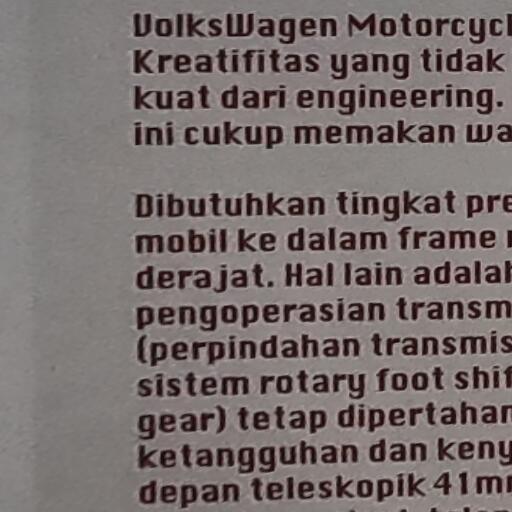 VolksWagen Motorcycl
Kreatifitas yang tidak
kuat dari engineering.
ini cukup memakan wa
Dibutuhkan tingkat pre
mobil ke dalam frame
derajat. Hal lain adalah
pengoperasian transm
(perpindahan transmis
sistem rotary foot shif
gear) tetap dipertahan
ketangguhan dan keny
depan teleskopik 41m